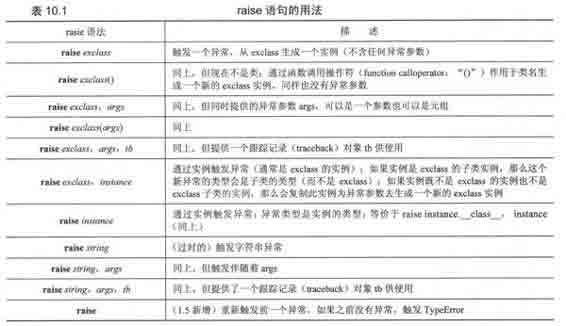 表 10.1 raise 语句的用法
rasie 语法 描 述
raise exclass 触发一个异常，从 exclass 生成一个实例（不含任何异常参数）
raise exclass() 同上，但现在不是类；通过函数调用操作符（function calloperator：“()”）作用于类名生
成一个新的 exclass 实例，同样也没有异常参数
raise exclass，args 同上，但同时提供的异常参数 args，可以是一个参数也可以是元组
raise exclass(args) 同上
raise exclass，args，tb 同上，但提供一个跟踪记录（traceback）对象 tb 供使用
raise exclass，instance 通过实例触发异常（通常是 exclass 的实例）；如果实例是 exclass 的子类实例，那么这个
新异常的类型会是子类的类型（而不是 exclass）；如果实例既不是 exclass 的实例也不是
exclass 子类的实例，那么会复制此实例为异常参数去生成一个新的 exclass 实例
raise instance 通过实例触发异常：异常类型是实例的类型；等价于 raise instance.__class__， instance
（同上）
raise string （过时的）触发字符串异常
raise string，args 同上，但触发伴随着 args
raise string，args，tb 同上，但提供了一个跟踪记录（traceback）对象 tb 供使用
raise （1.5 新增）重新触发前一个异常，如果之前没有异常，触发 TypeError